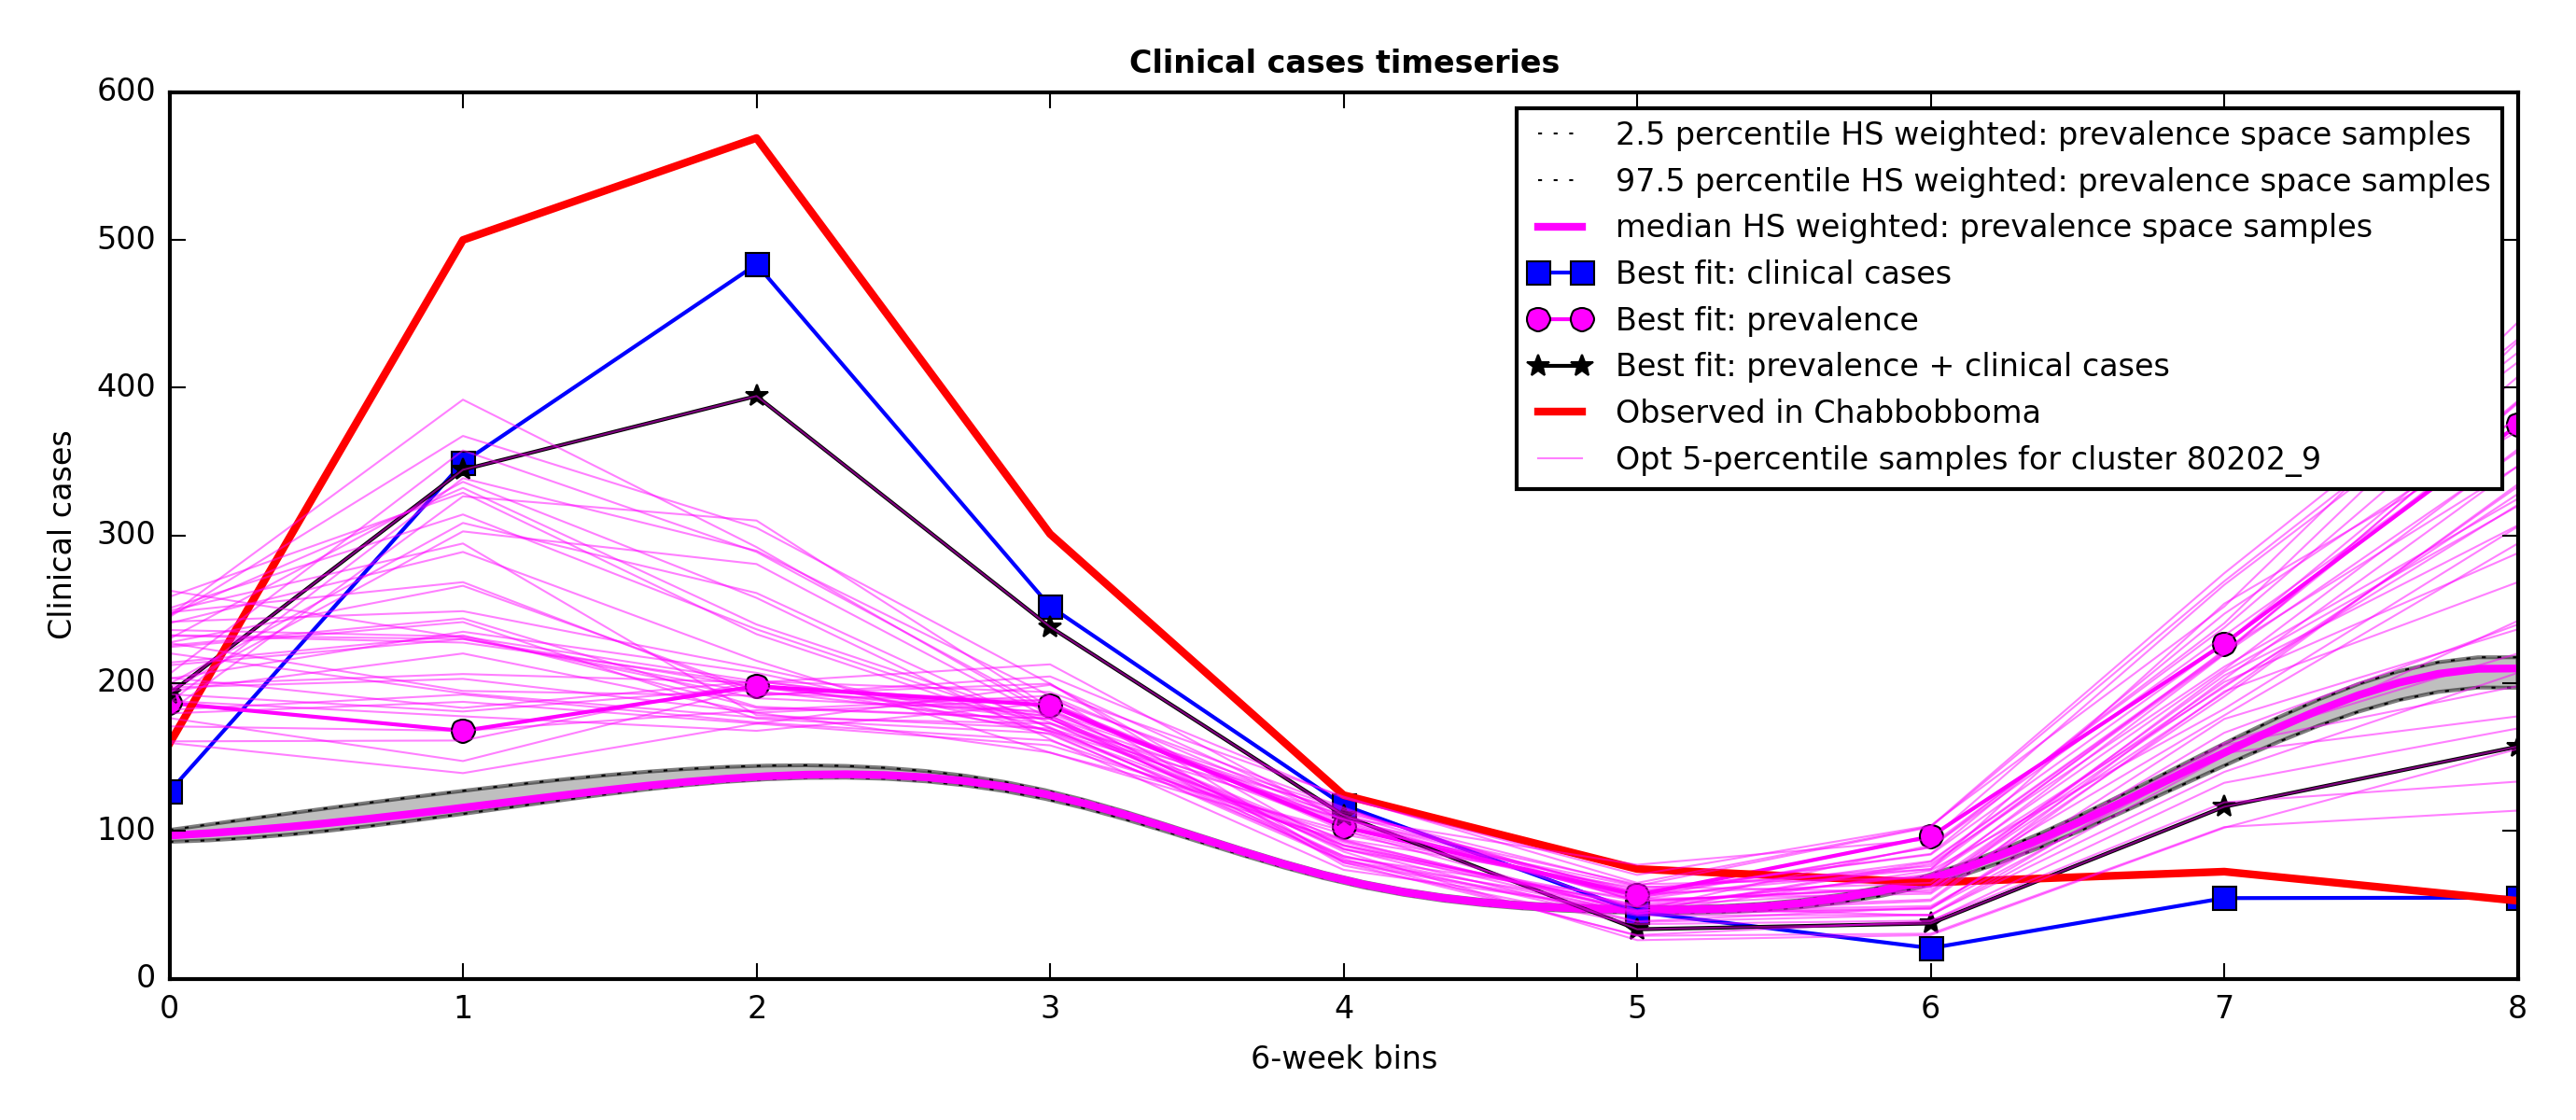 Clinical cases timeseries
600
500
400
300
200
100
0
Clinical cases
2.5 percentile HS weighted: prevalence space samples
97.5 percentile HS weighted: prevalence space samples
median HS weighted: prevalence space samples
Best fit: clinical cases
Best fit: prevalence
Best fit: prevalence + clinical cases
Observed in Chabbobboma
Opt 5-percentile samples for cluster 80202_9
0 1 2 3 4 5 6 7 8
6-week bins